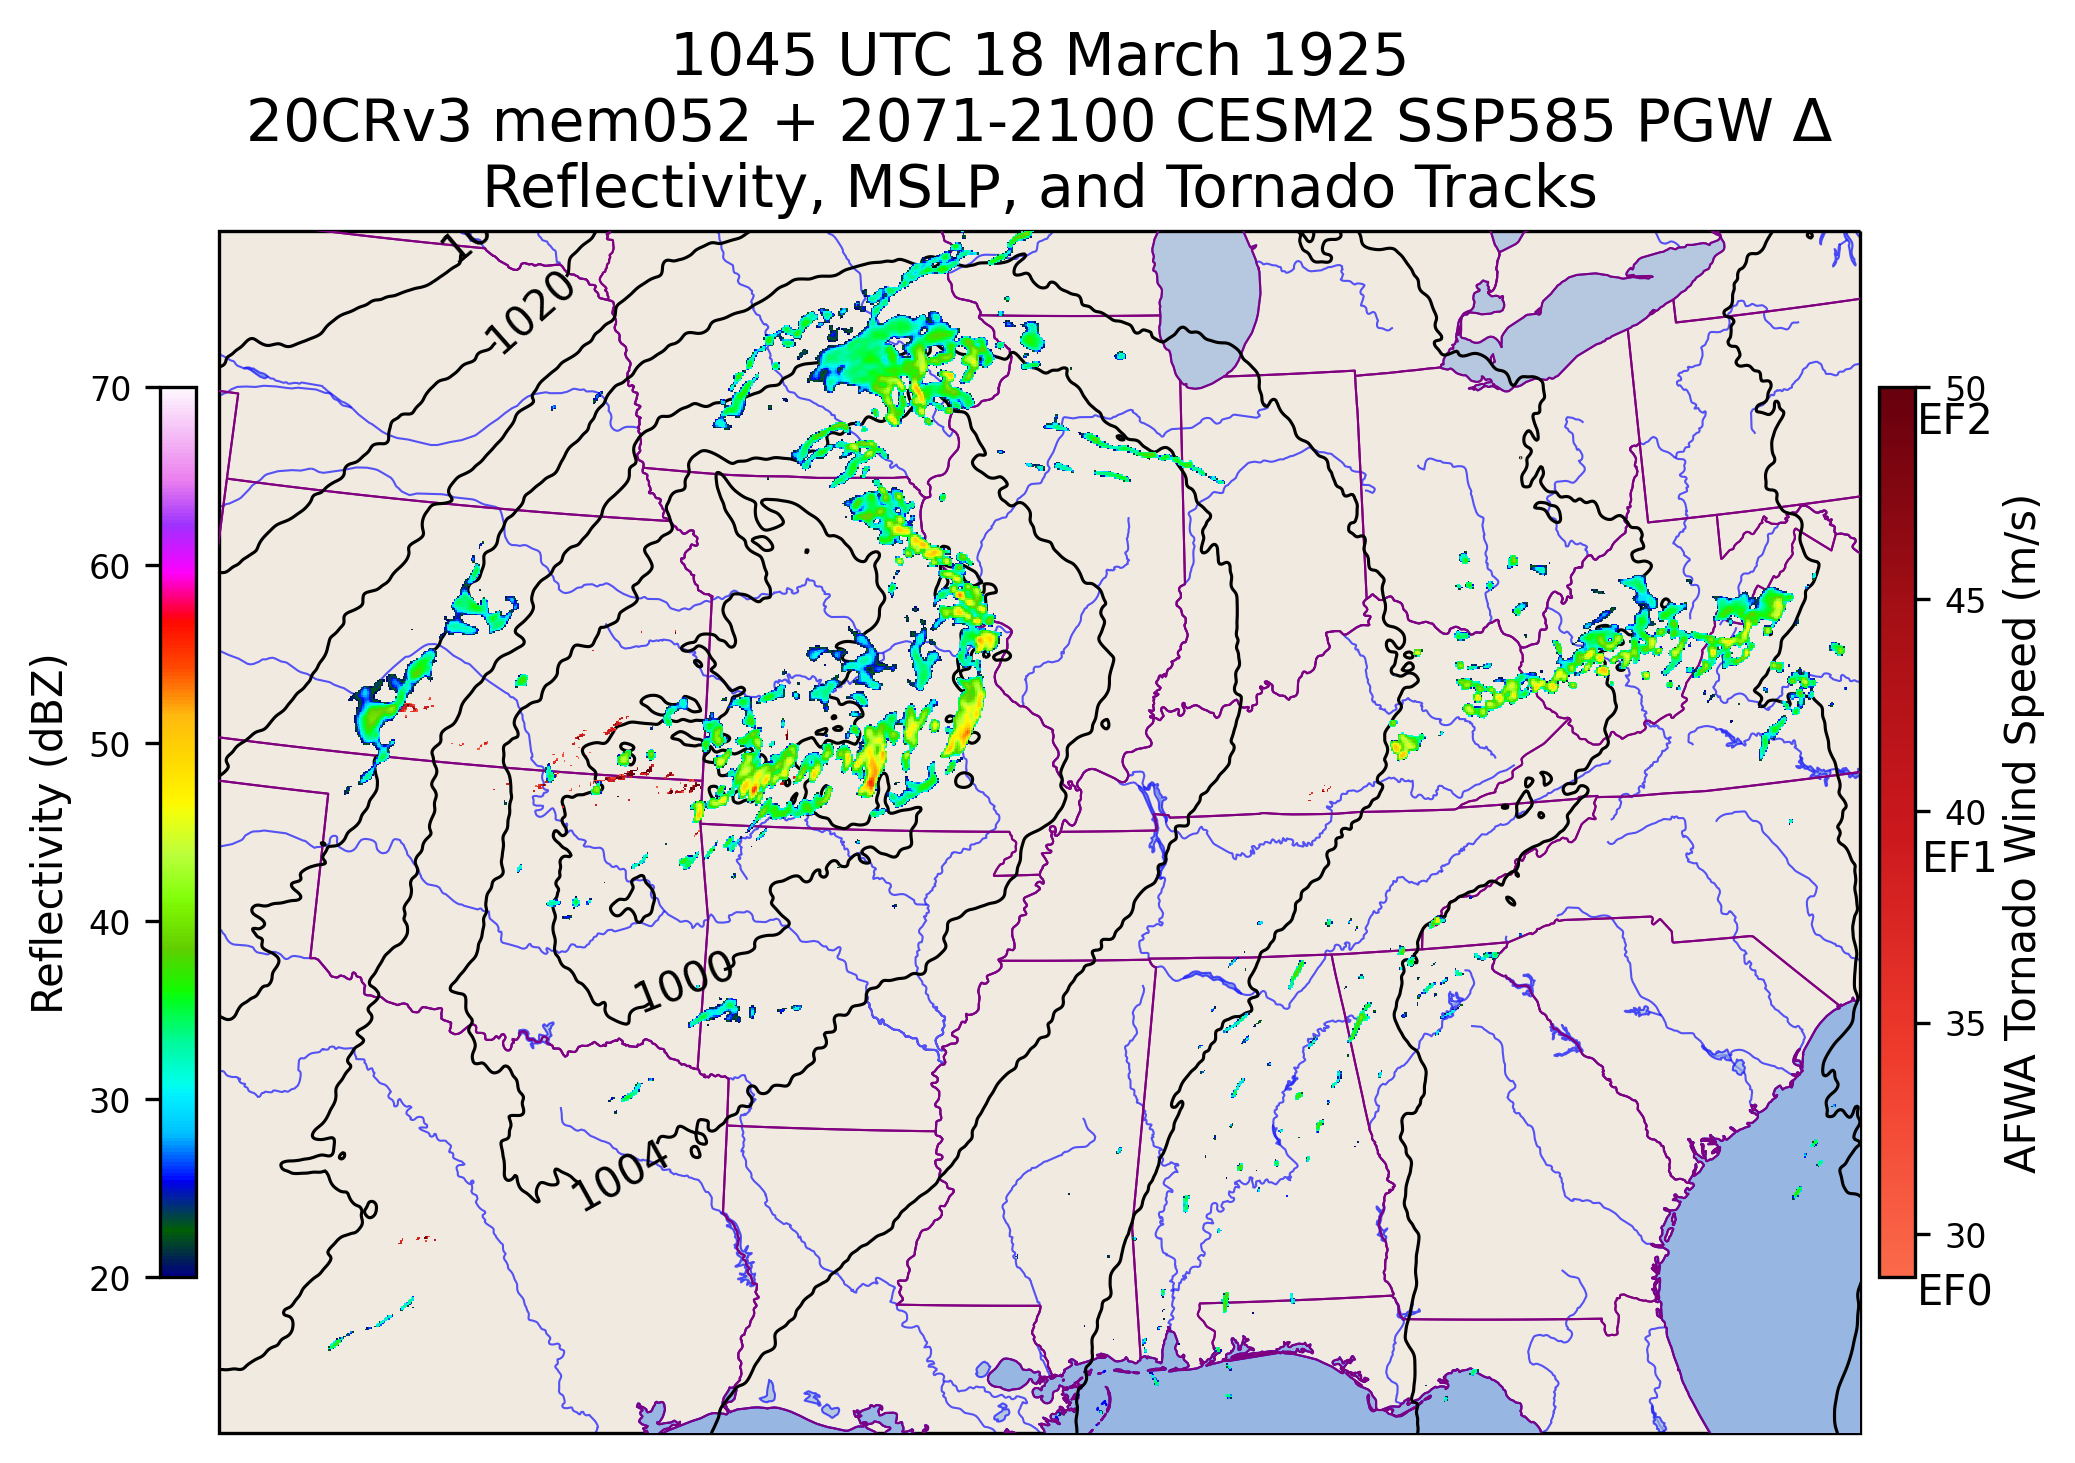 1045 UTC 18 March 1925
20CRv3 mem052 + 2071-2100 CESM2 SSP585 PGW Δ
Reflectivity, MSLP, and Tornado Tracks
1020
1000
1004
70
60
50
40
30
20
Reflectivity (dBZ)
50
EF2
45
40
EF1
35
30
EF0
AFWA Tornado Wind Speed (m/s)